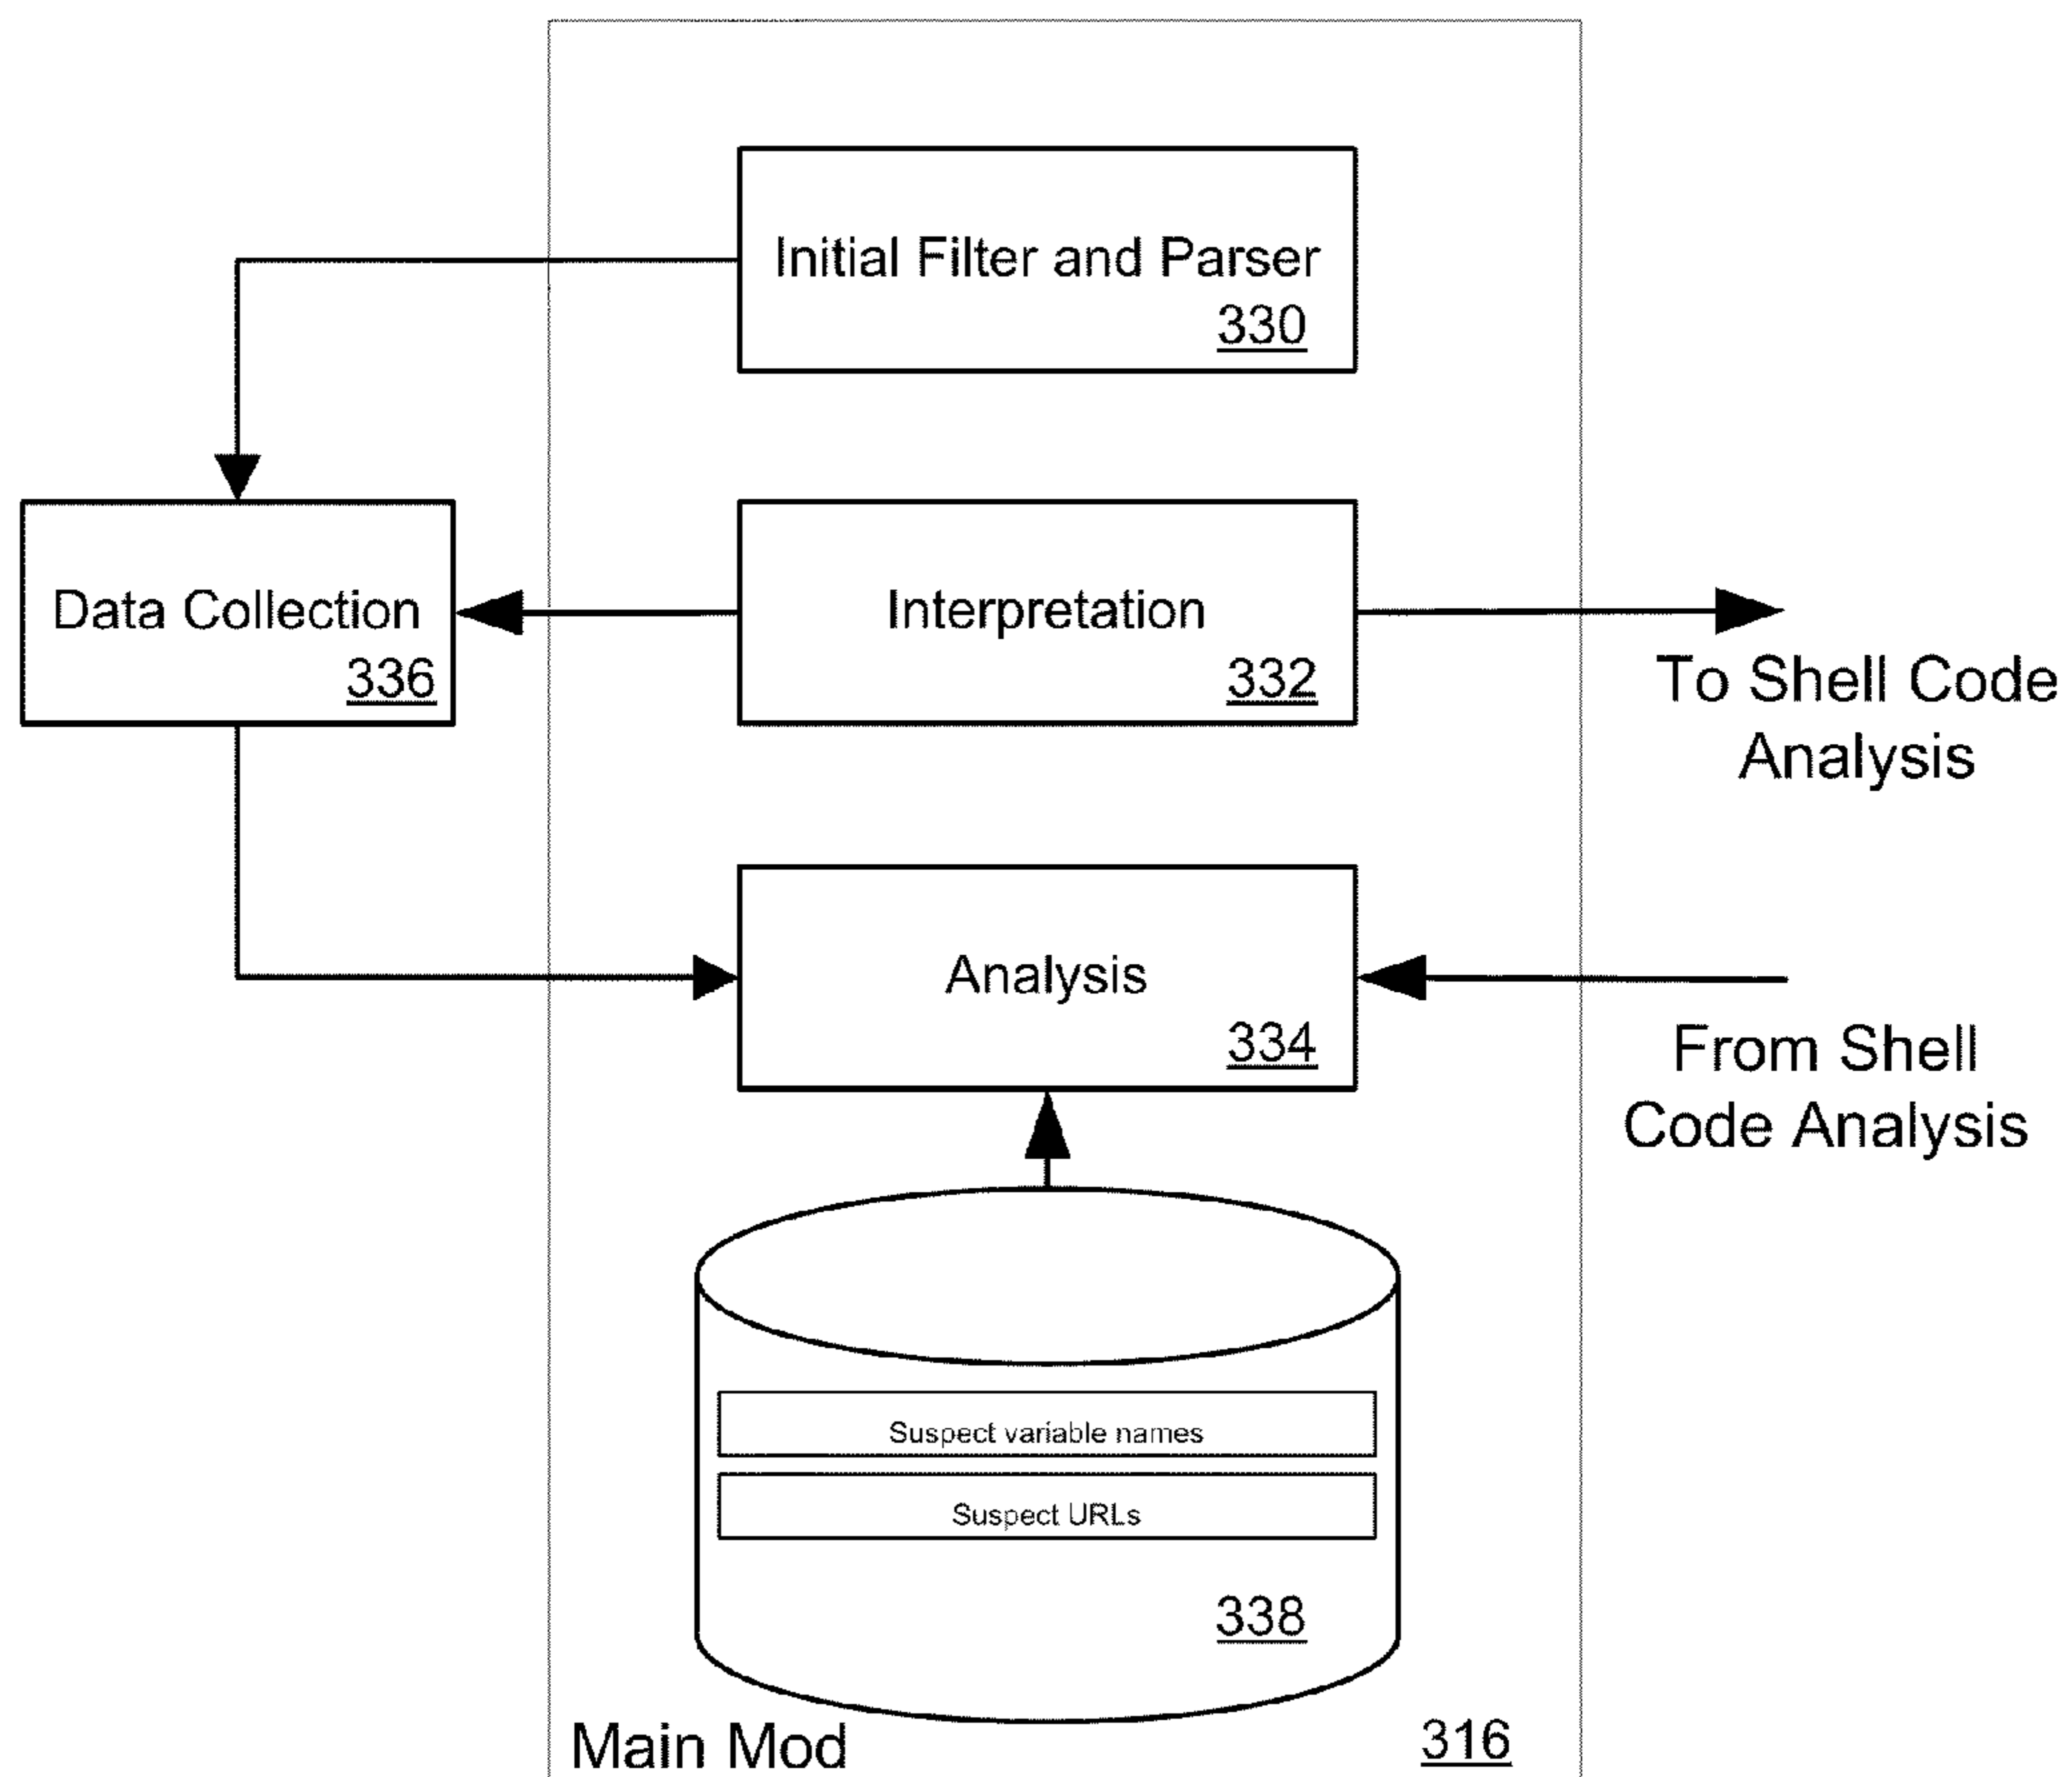 Initial Filter and Parser
330
Data Collection
336
Interpretation
332
To Shell Code
Analysis
Analysis
334
From Shell
Code Analysis
Suspect variable names
Suspect URLs
338
Main Mod
316